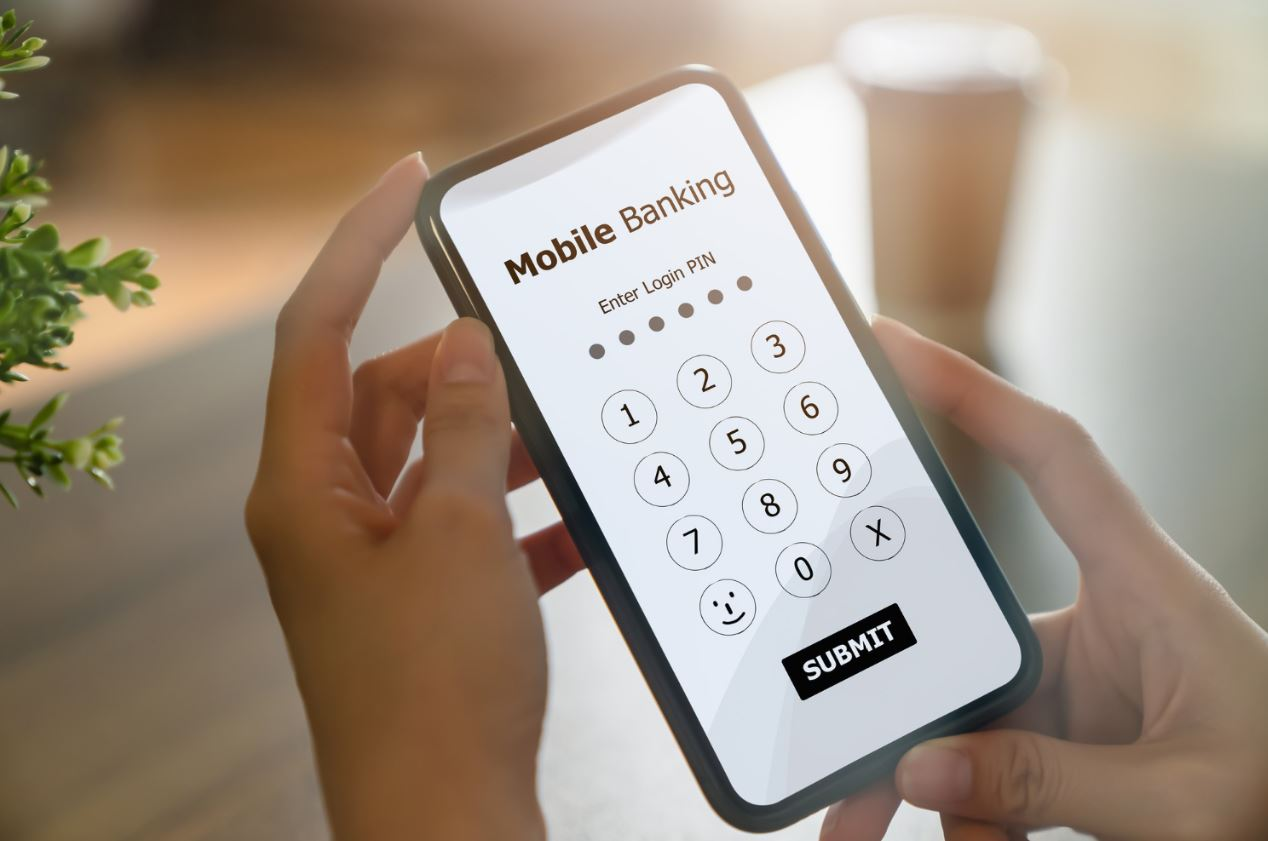 Mobile Banking
Enter Login PIN
1 2 3
4 5 6
7 8 9
0 X
SUBMIT